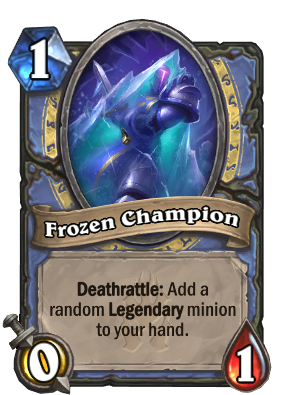 1
Frozen Champion
Deathrattle: Add a
random Legendary minion
to your hand.
0
1